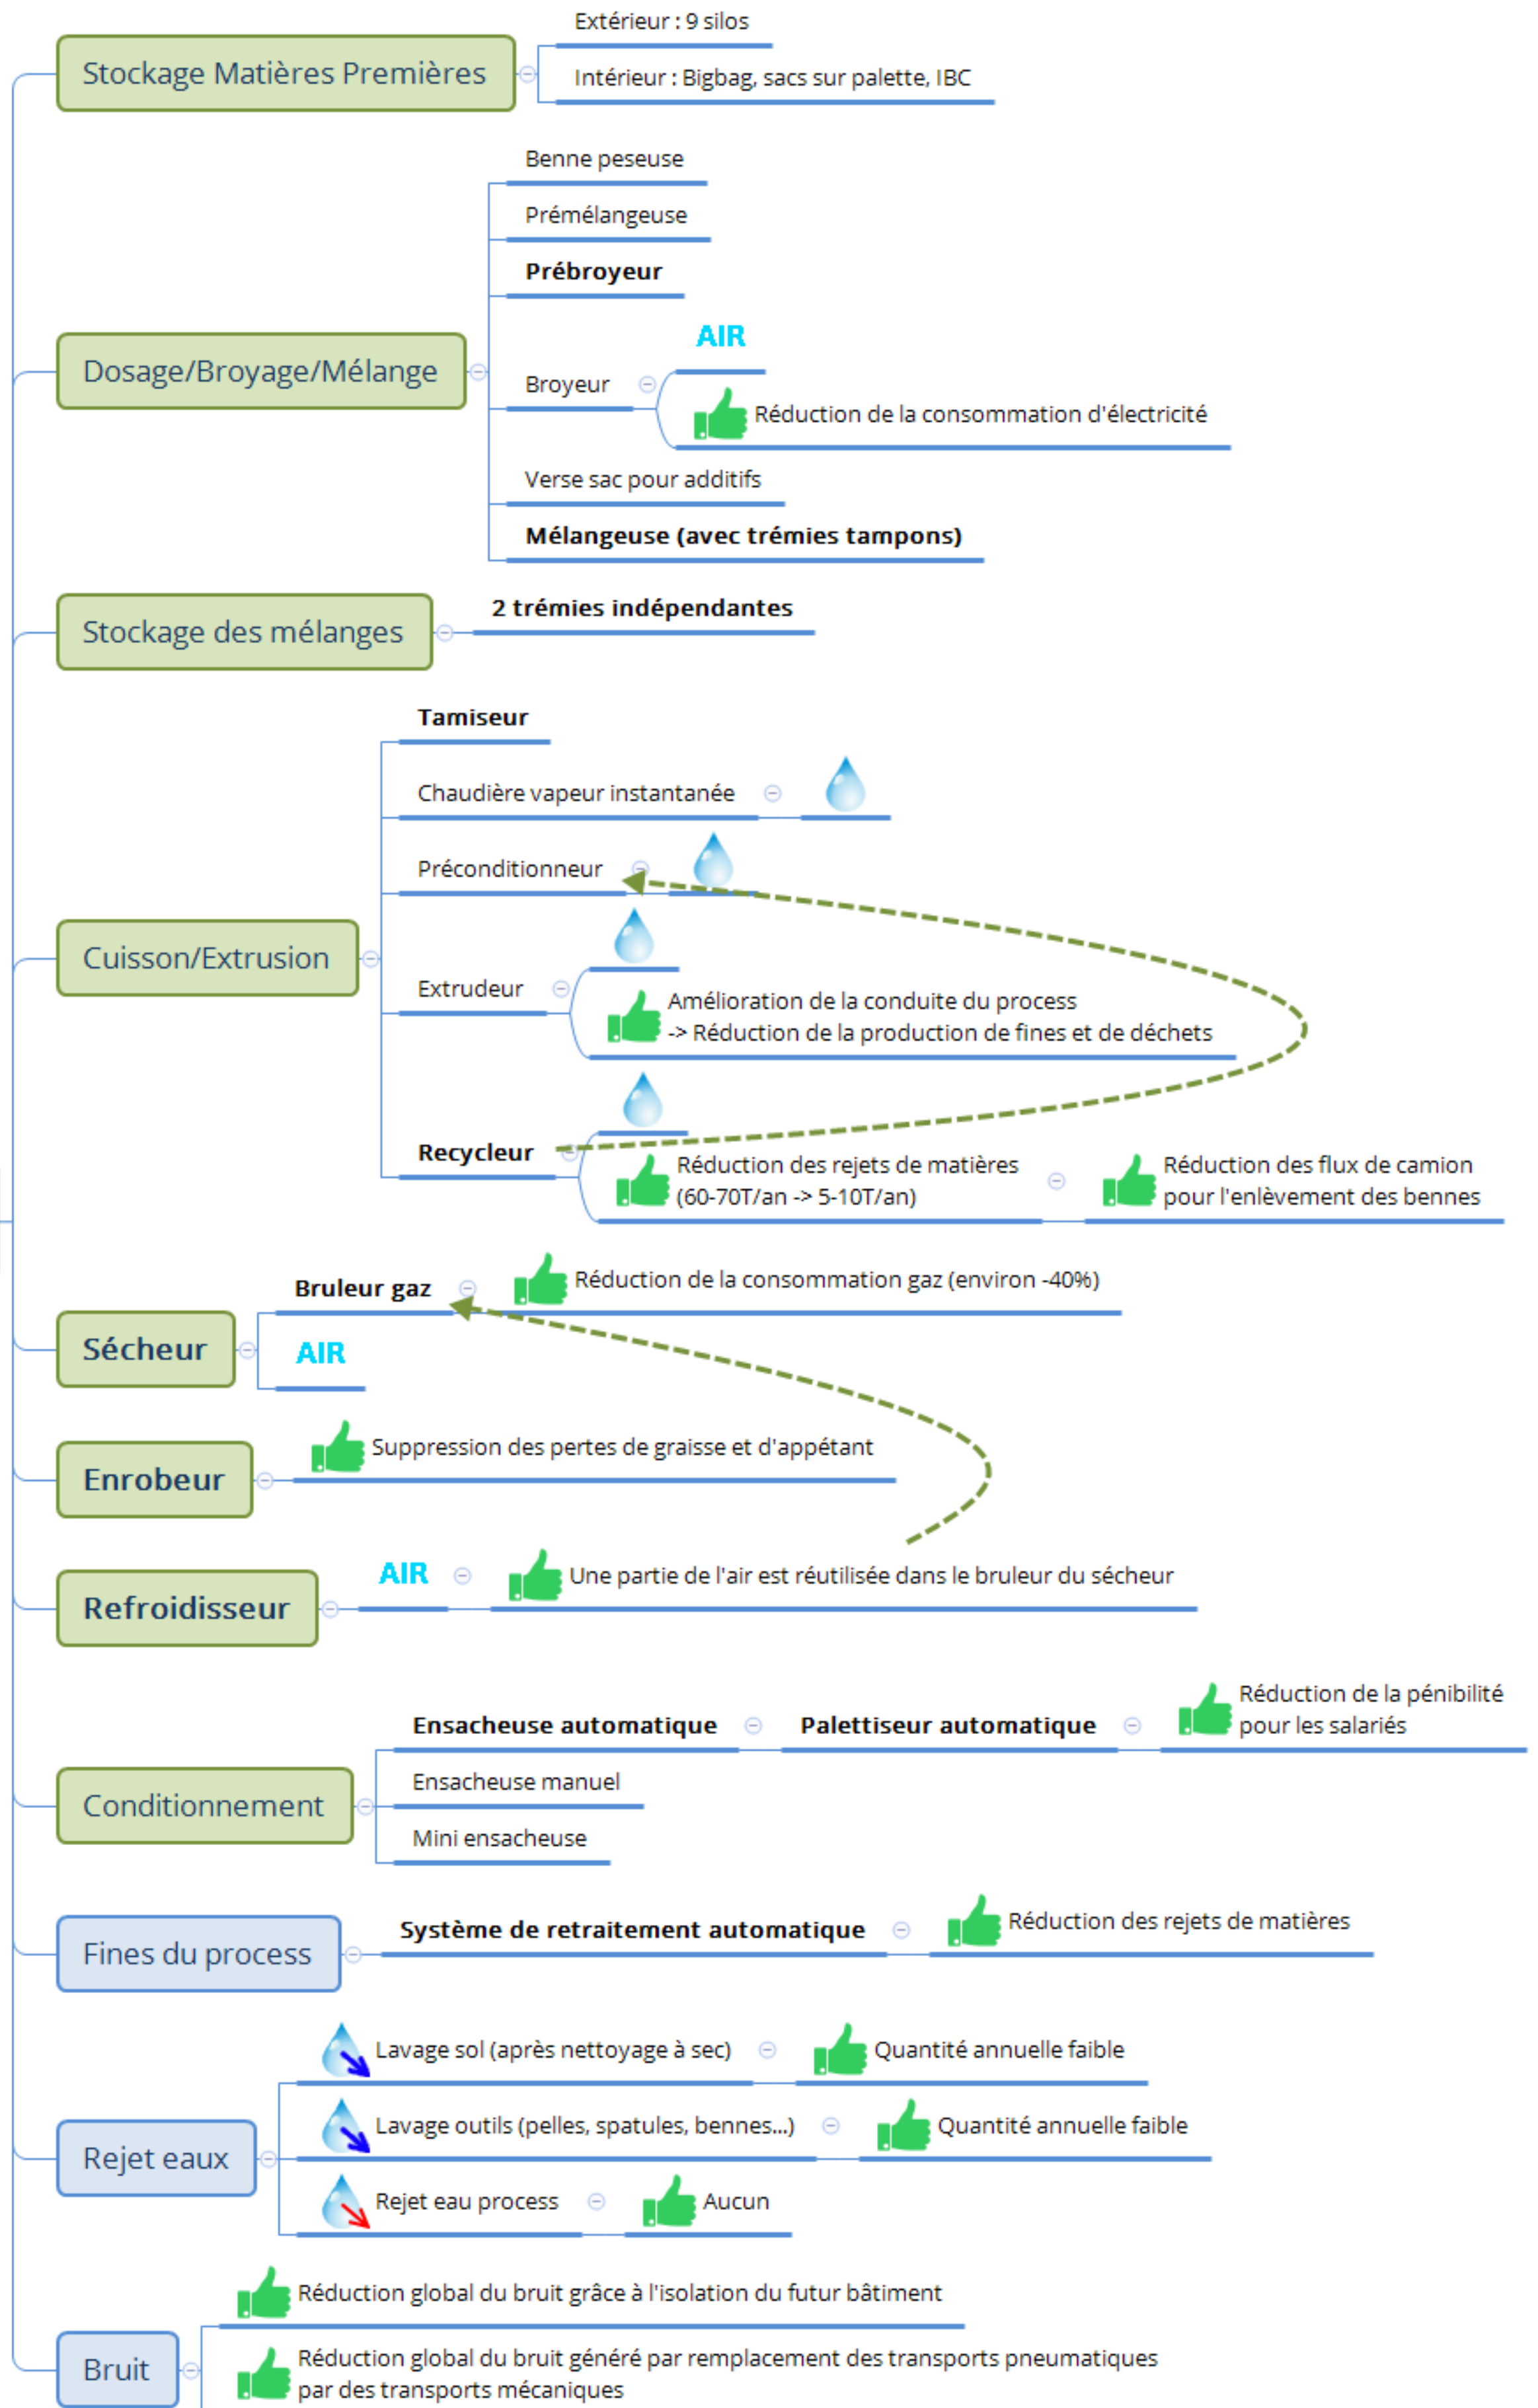 Extérieur : 9 silos
Stockage Matières Premières
Intérieur : Bigbag, sacs sur palette, IBC
Benne peseuse
Prémélangeuse
Prébroyeur
AIR
Dosage/Broyage/Mélange
Broyeur
Réduction de la consommation d'électricité
Verse sac pour additifs
Mélangeuse (avec trémies tampons)
Stockage des mélanges
2 trémies indépendantes
Tamiseur
Chaudière vapeur instantanée
Préconditionneur
Cuisson/Extrusion
Extrudeur
Amélioration de la conduite du process
-> Réduction de la production de fines et de déchets
Recycleur
Réduction des rejets de matières
(60-70T/an -> 5-10T/an)
Réduction des flux de camion
pour l'enlèvement des bennes
Bruleur gaz
Réduction de la consommation gaz (environ -40%)
Sécheur
AIR
Enrobeur
Suppression des pertes de graisse et d'appétant
Refroidisseur
AIR
Une partie de l'air est réutilisée dans le bruleur du sécheur
Ensacheuse automatique
Palettiseur automatique
Réduction de la pénibilité
pour les salariés
Conditionnement
Ensacheuse manuel
Mini ensacheuse
Fines du process
Système de retraitement automatique
Réduction des rejets de matières
Lavage sol (après nettoyage à sec)
Quantité annuelle faible
Rejet eaux
Lavage outils (pelles, spatules, bennes...)
Quantité annuelle faible
Rejet eau process
Aucun
Réduction global du bruit grâce à l'isolation du futur bâtiment
Bruit
Réduction global du bruit généré par remplacement des transports pneumatiques
par des transports mécaniques